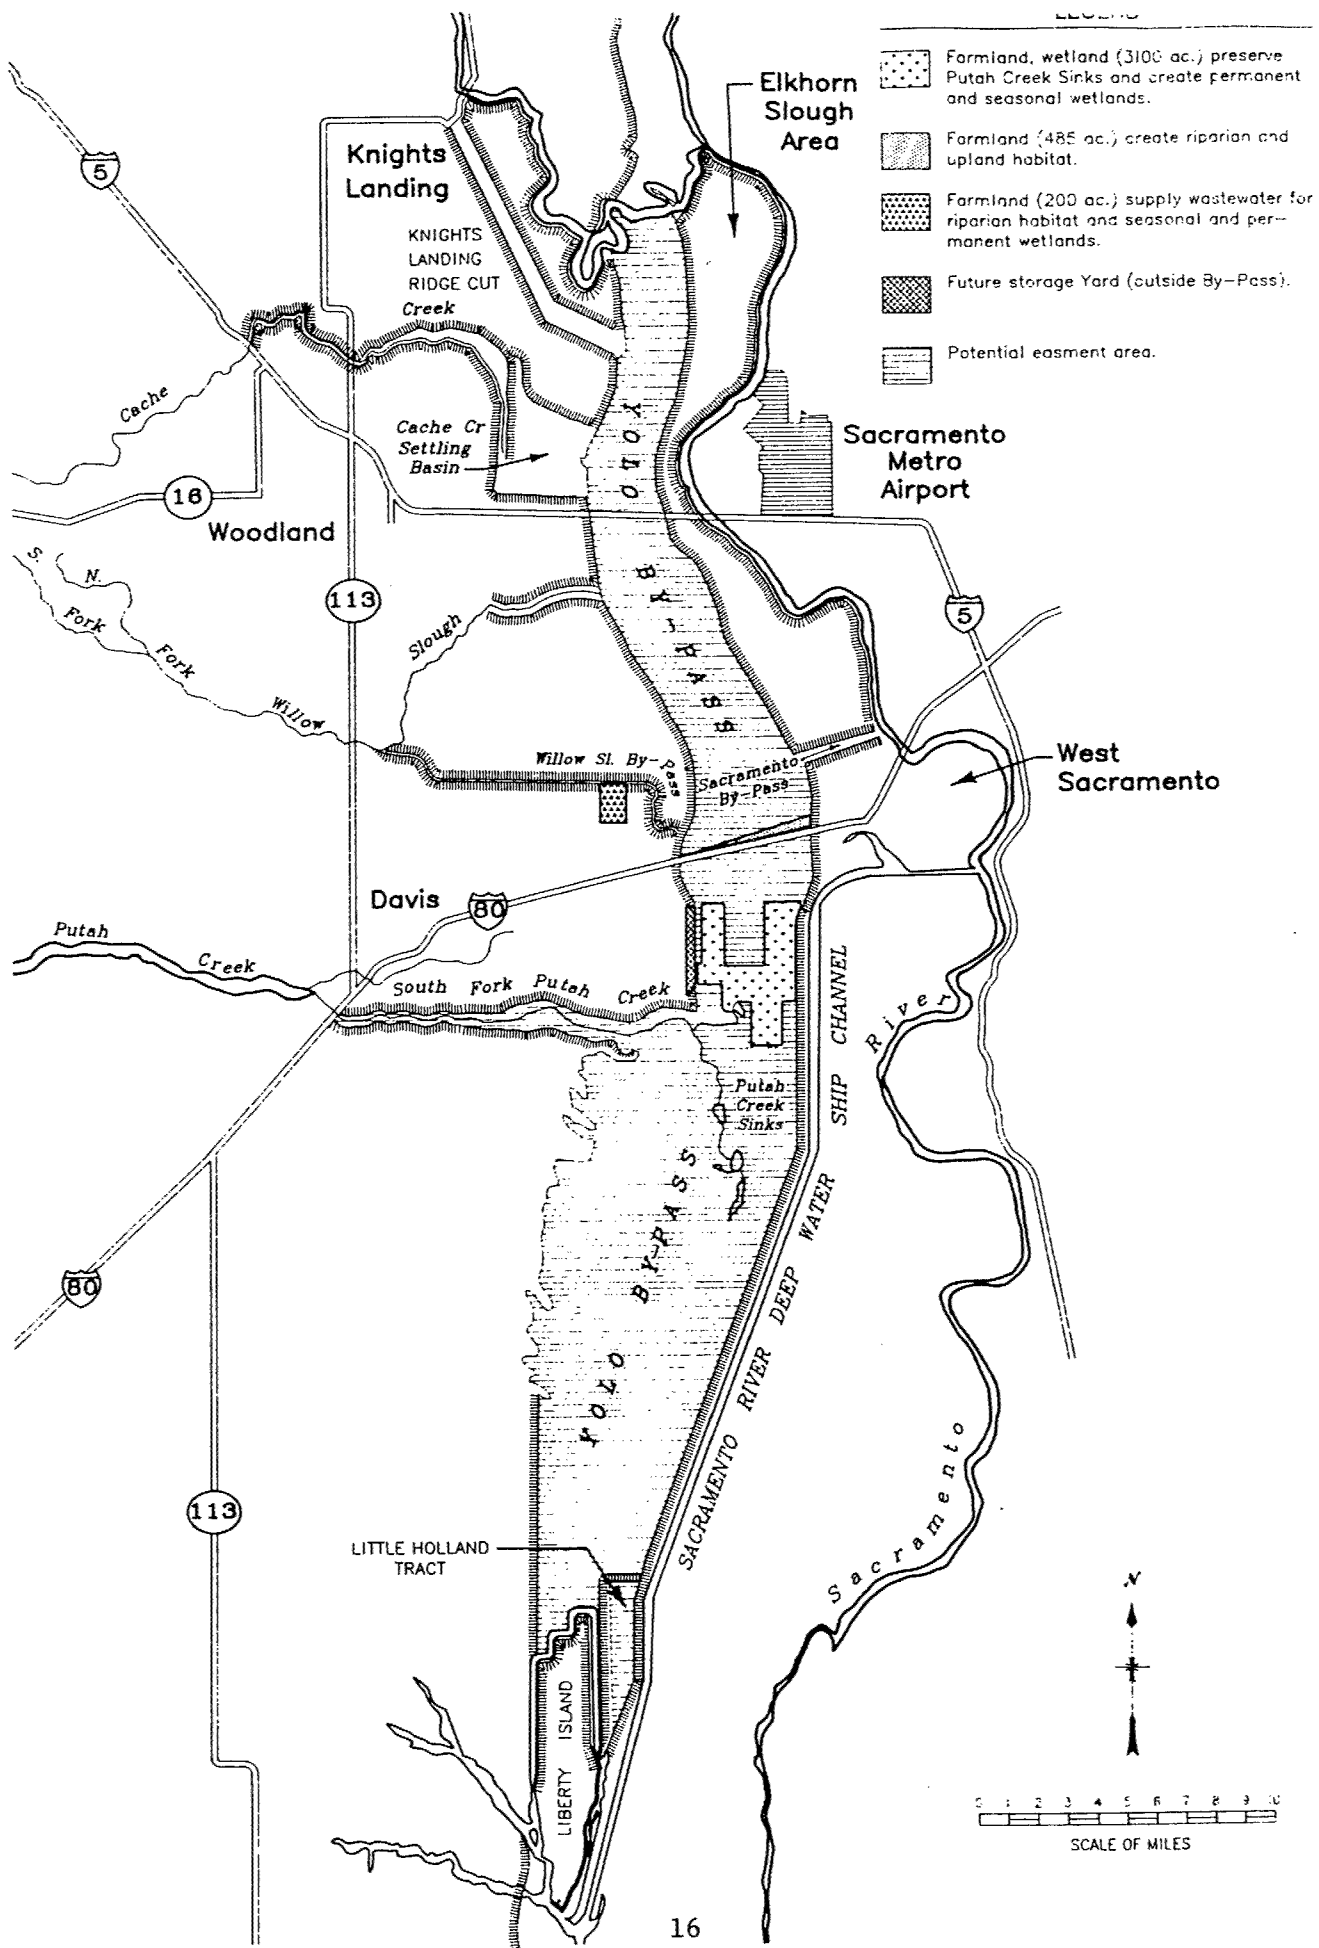 LEGEND
Farmland, wetland (3100 ac.) preserve
Putah Creek Sinks and create permanent
and seasonal wetlands.
Farmland (485 ac.) create riparian and
upland habitat.
Farmland (200 ac.) supply wastewater for
riparian habitat and seasonal and per-
manent wetlands.
Future storage Yard (outside By-Pass).
Potential easment area.
Elkhorn
Slough
Area
5
Knights
Landing
KNIGHTS
LANDING
RIDGE CUT
Creek
Cache
Cache Cr
Settling
Basin
YOLO BY-PASS
Sacramento
Metro
Airport
16
Woodland
113
5
S.
Fork
N.
Fork
Willow
Slough
Willow Sl. By-Pass
Sacramento
By-Pass
West
Sacramento
Davis
80
Putah
Creek
South Fork Putah Creek
Putah
Creek
Sinks
SACRAMENTO RIVER DEEP WATER SHIP CHANNEL
Sacramento River
YOLO BY-PASS
80
113
LITTLE HOLLAND
TRACT
LIBERTY ISLAND
N
0 1 2 3 4 5 6 7 8 9 10
SCALE OF MILES
16